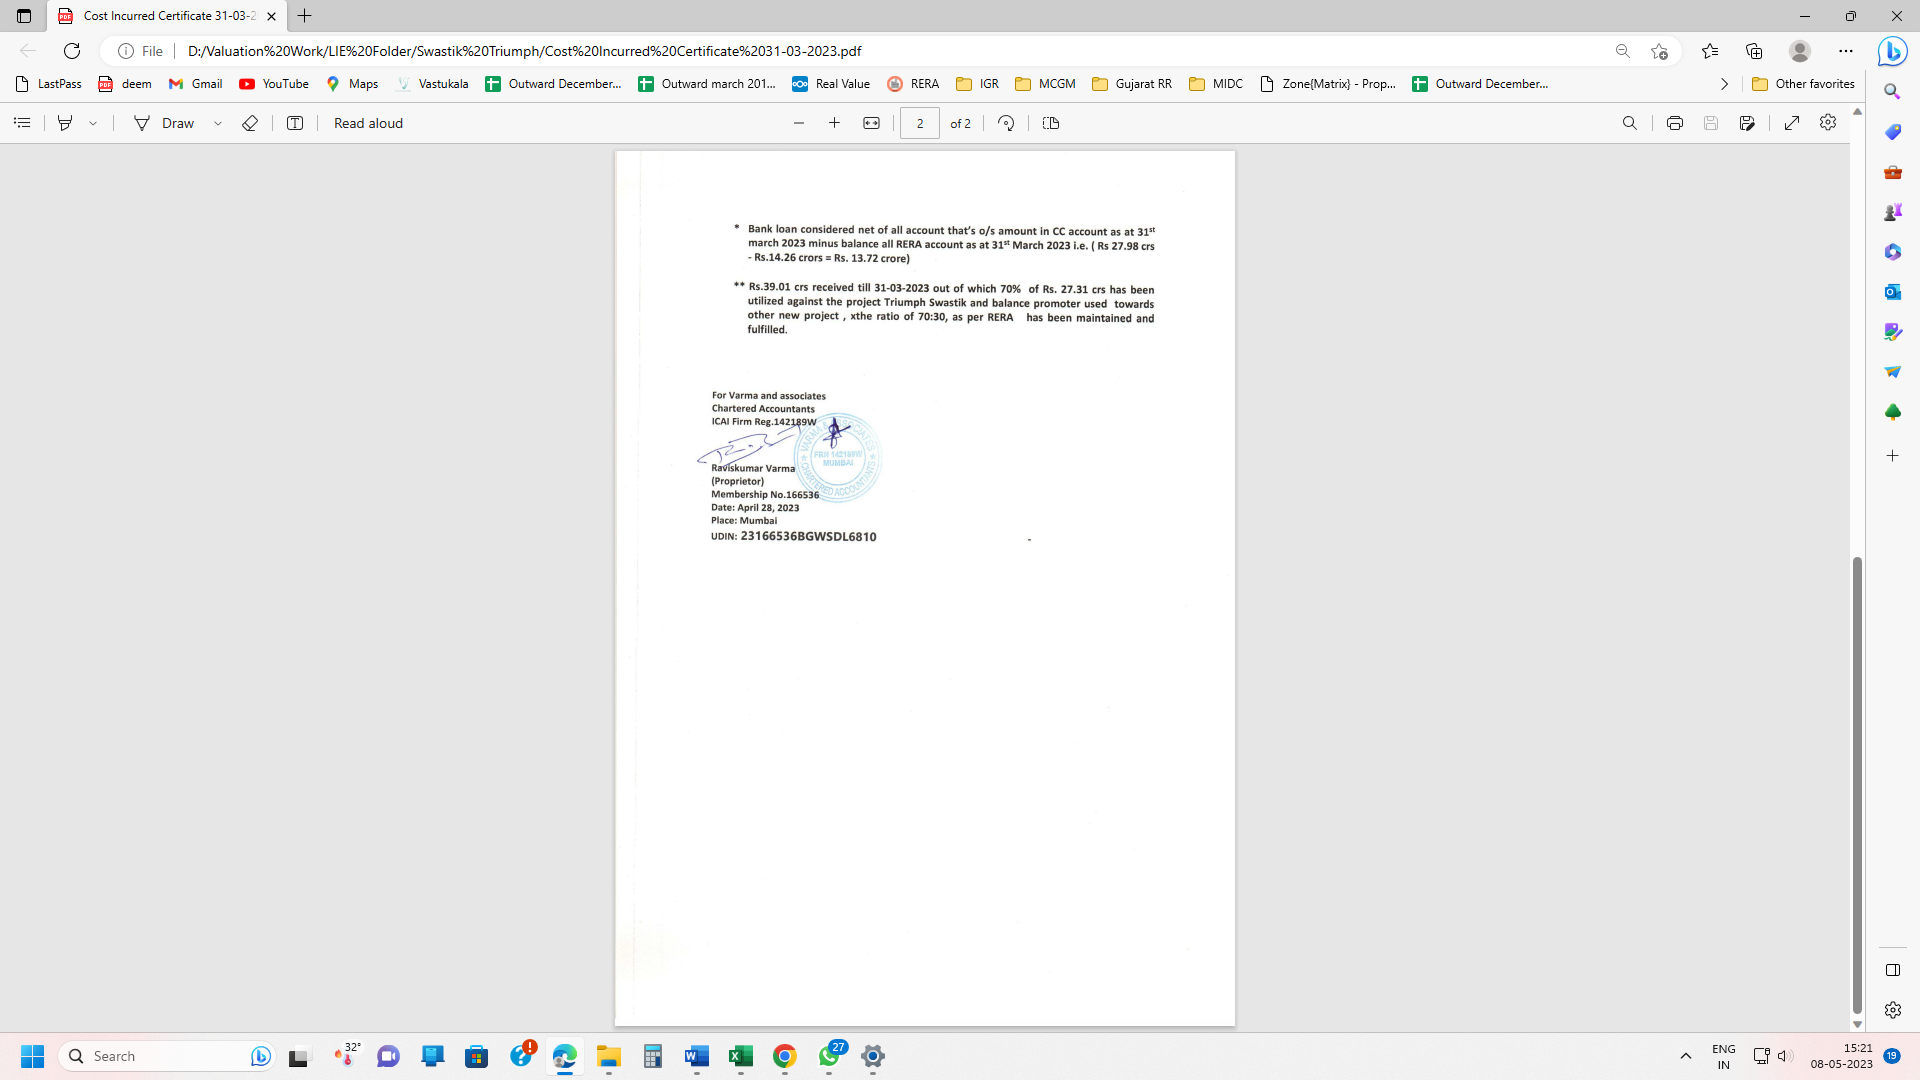 Cost Incurred Certificate 31-03-2
File
D:/Valuation%20Work/LIE%20Folder/Swastik%20Triumph/Cost%20Incurred%20Certificate%2031-03-2023.pdf
LastPass
deem
Gmail
YouTube
Maps
Vastukala
Outward December...
Outward march 201...
Real Value
RERA
IGR
MCGM
Gujarat RR
MIDC
Zone{Matrix} - Prop...
Outward December...
Other favorites
Draw
Read aloud
2 of 2
* Bank loan considered net of all account that's o/s amount in CC account as at 31st
march 2023 minus balance all RERA account as at 31st March 2023 i.e. ( Rs 27.98 crs
- Rs.14.26 crors = Rs. 13.72 crore)
** Rs.39.01 crs received till 31-03-2023 out of which 70% of Rs. 27.31 crs has been
utilized against the project Triumph Swastik and balance promoter used towards
other new project , xthe ratio of 70:30, as per RERA has been maintained and
fulfilled.
For Varma and associates
Chartered Accountants
ICAI Firm Reg.142189W
VARMA & ASSOCIATES
FRN 142189W
MUMBAI
CHARTERED ACCOUNTANTS
Raviskumar Varma
(Proprietor)
Membership No.166536
Date: April 28, 2023
Place: Mumbai
UDIN: 23166536BGWSDL6810
Search
32°
27
ENG
IN
15:21
08-05-2023
19